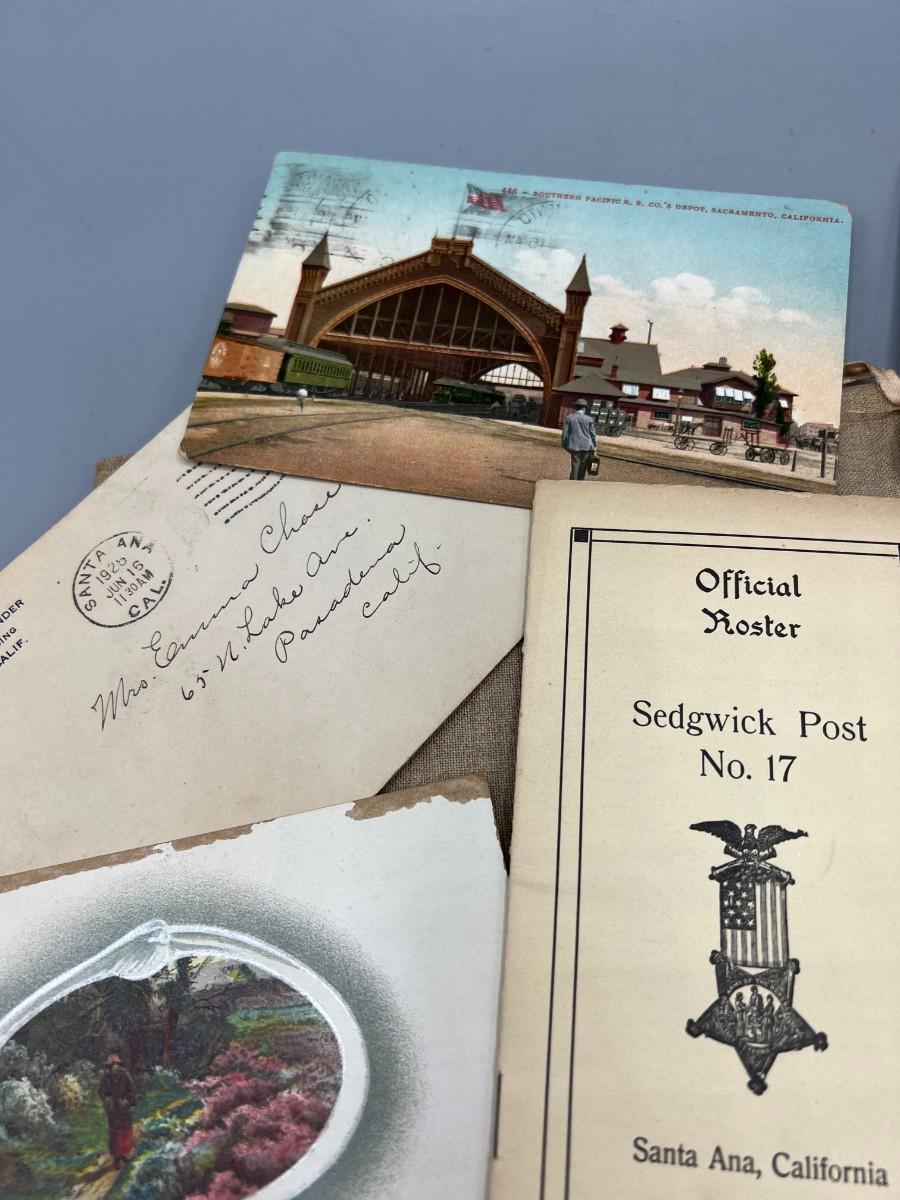 446 - SOUTHERN PACIFIC R. R. CO.'S DEPOT, SACRAMENTO, CALIFORNIA.
SANTA ANA
JUN 16
11 30 AM
CAL.
NDER
ING
ALIF.
Mrs. Emma Chase
65 N. Lake Ave.
Pasadena
Calif.
Official
Roster
Sedgwick Post
No. 17
Santa Ana, California